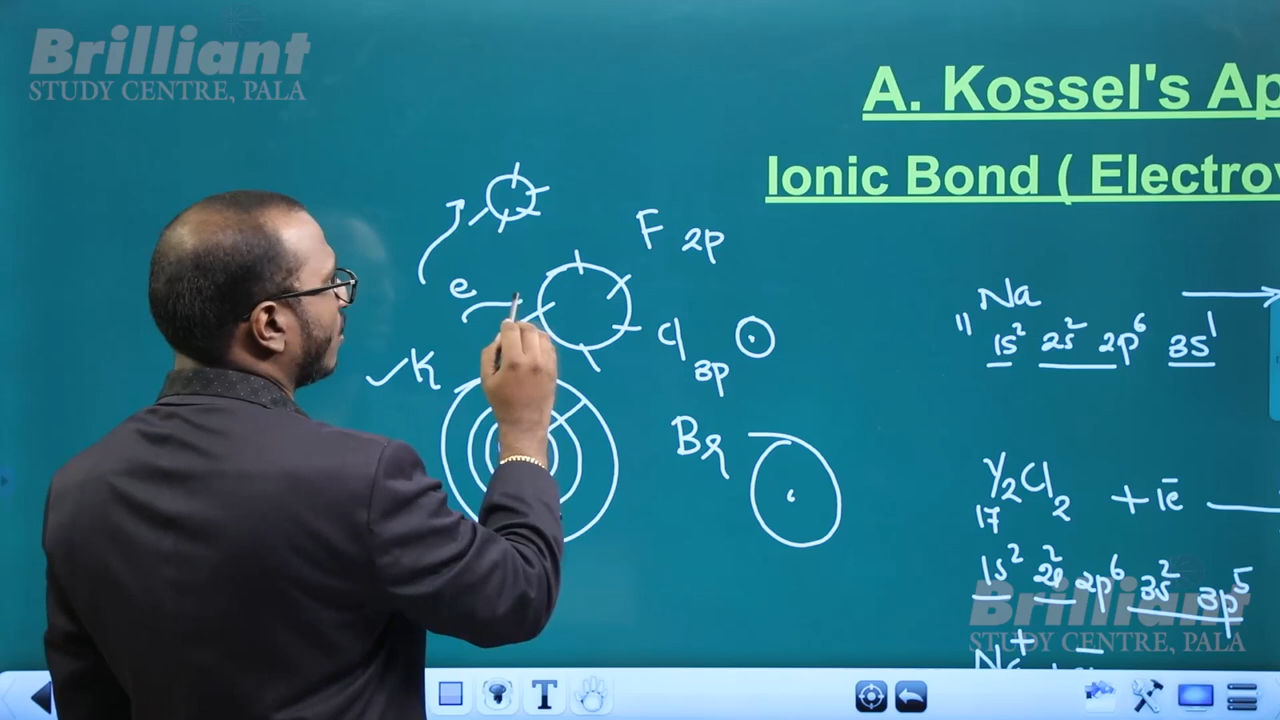 Brilliant
STUDY CENTRE, PALA
A. Kossel's Ap
Ionic Bond ( Electrov
F 2p
e
Cl 3p
K
Br
Na
11 1s² 2s² 2p⁶ 3s¹
½Cl₂ + 1e⁻
17
1s² 2s² 2p⁶ 3s² 3p⁵
Brilliant
STUDY CENTRE, PALA
Na⁺
T